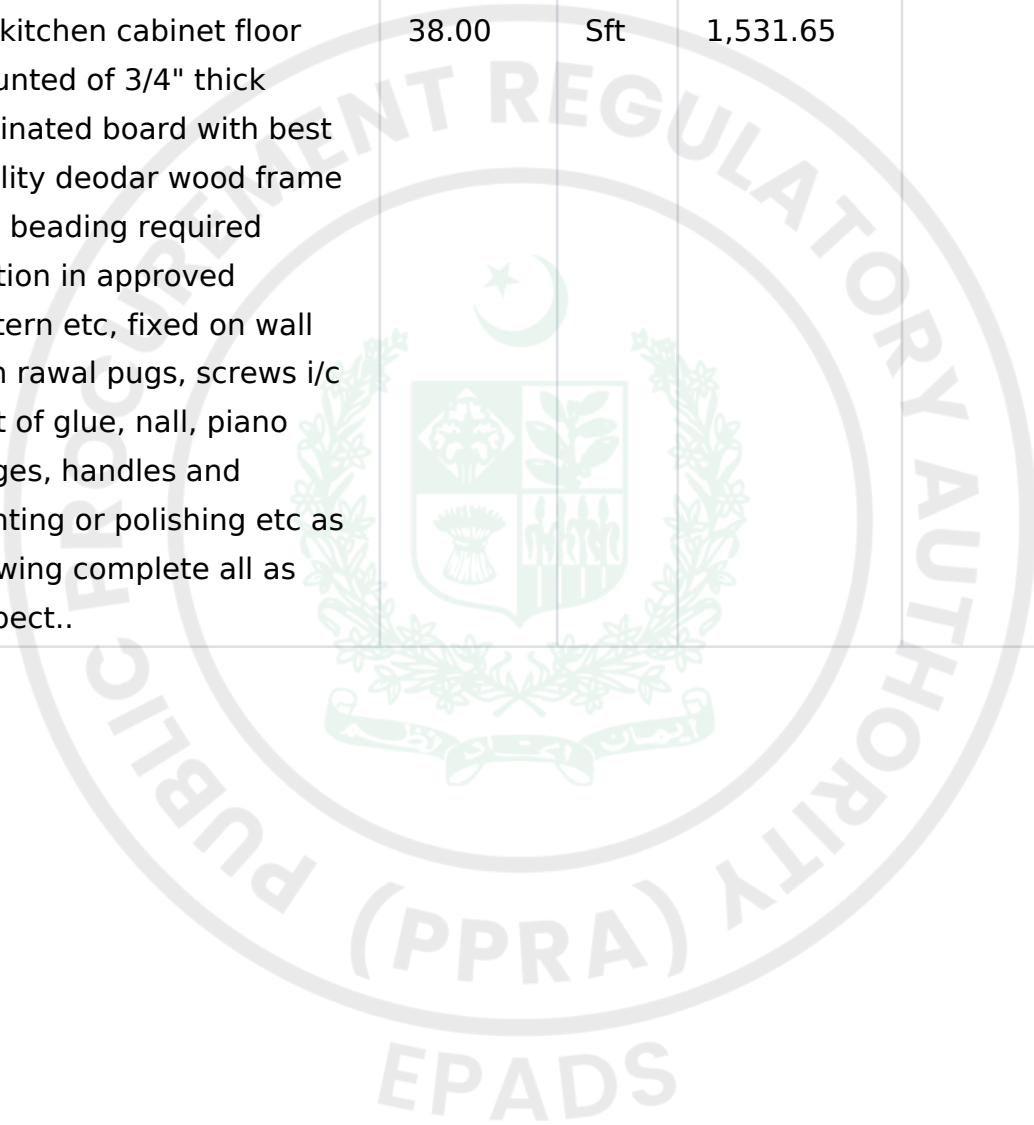 kitchen cabinet floor 38.00 Sft 1,531.65
unted of 3/4" thick
inated board with best
lity deodar wood frame
beading required
tion in approved
tern etc, fixed on wall
n rawal pugs, screws i/c
t of glue, nall, piano
ges, handles and
nting or polishing etc as
wing complete all as
pect..
PUBLIC PROCUREMENT REGULATORY AUTHORITY
(PPRA)
EPADS